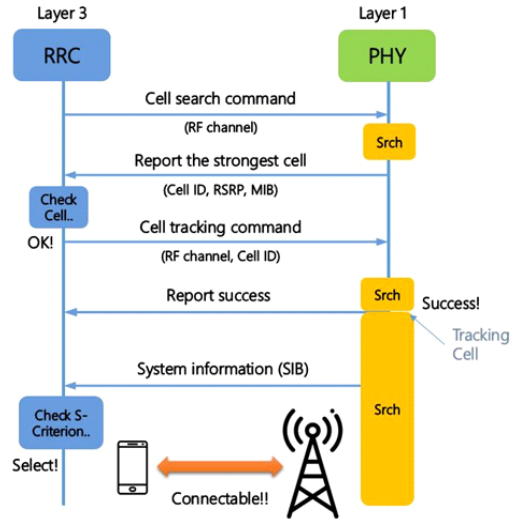 Layer 3
Layer 1
RRC
PHY
Cell search command
(RF channel)
Srch
Report the strongest cell
(Cell ID, RSRP, MIB)
Check
Cell..
OK!
Cell tracking command
(RF channel, Cell ID)
Report success
Srch
Success!
Tracking
Cell
System information (SIB)
Check S-
Criterion..
Srch
Select!
Connectable!!